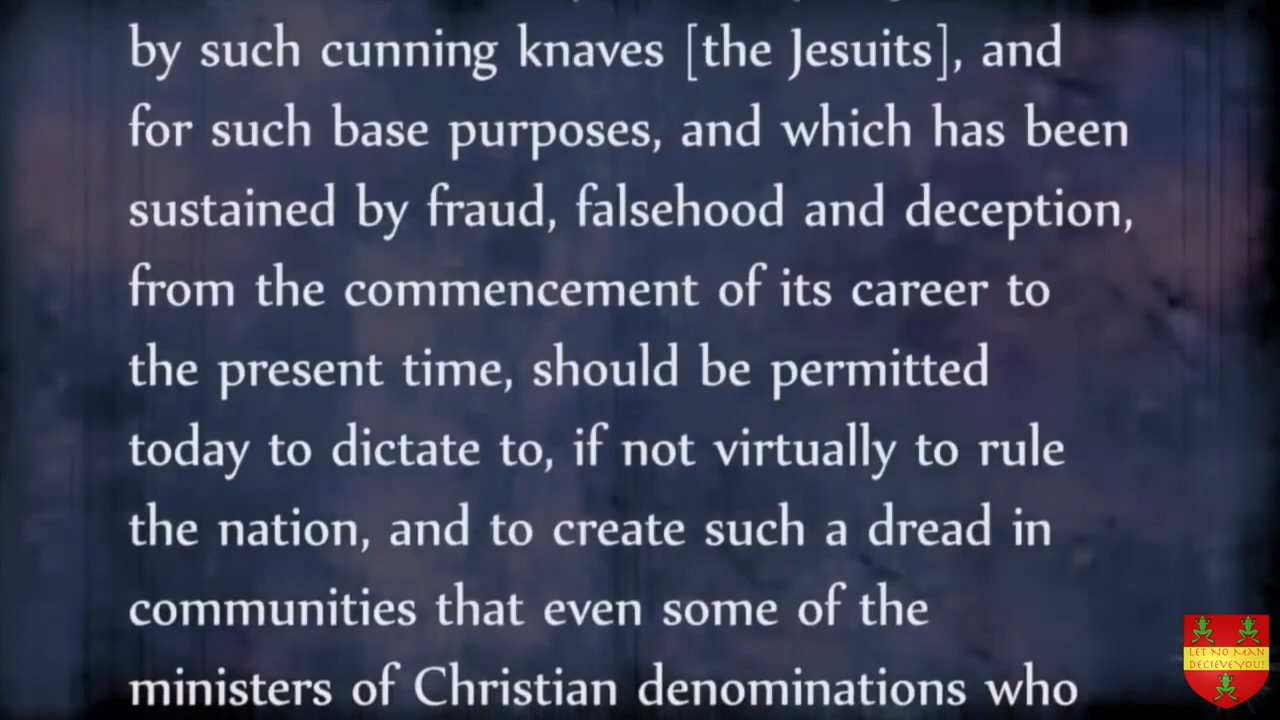 by such cunning knaves [the Jesuits], and
for such base purposes, and which has been
sustained by fraud, falsehood and deception,
from the commencement of its career to
the present time, should be permitted
today to dictate to, if not virtually to rule
the nation, and to create such a dread in
communities that even some of the
ministers of Christian denominations who
LET NO MAN
DECIEVE YOU!